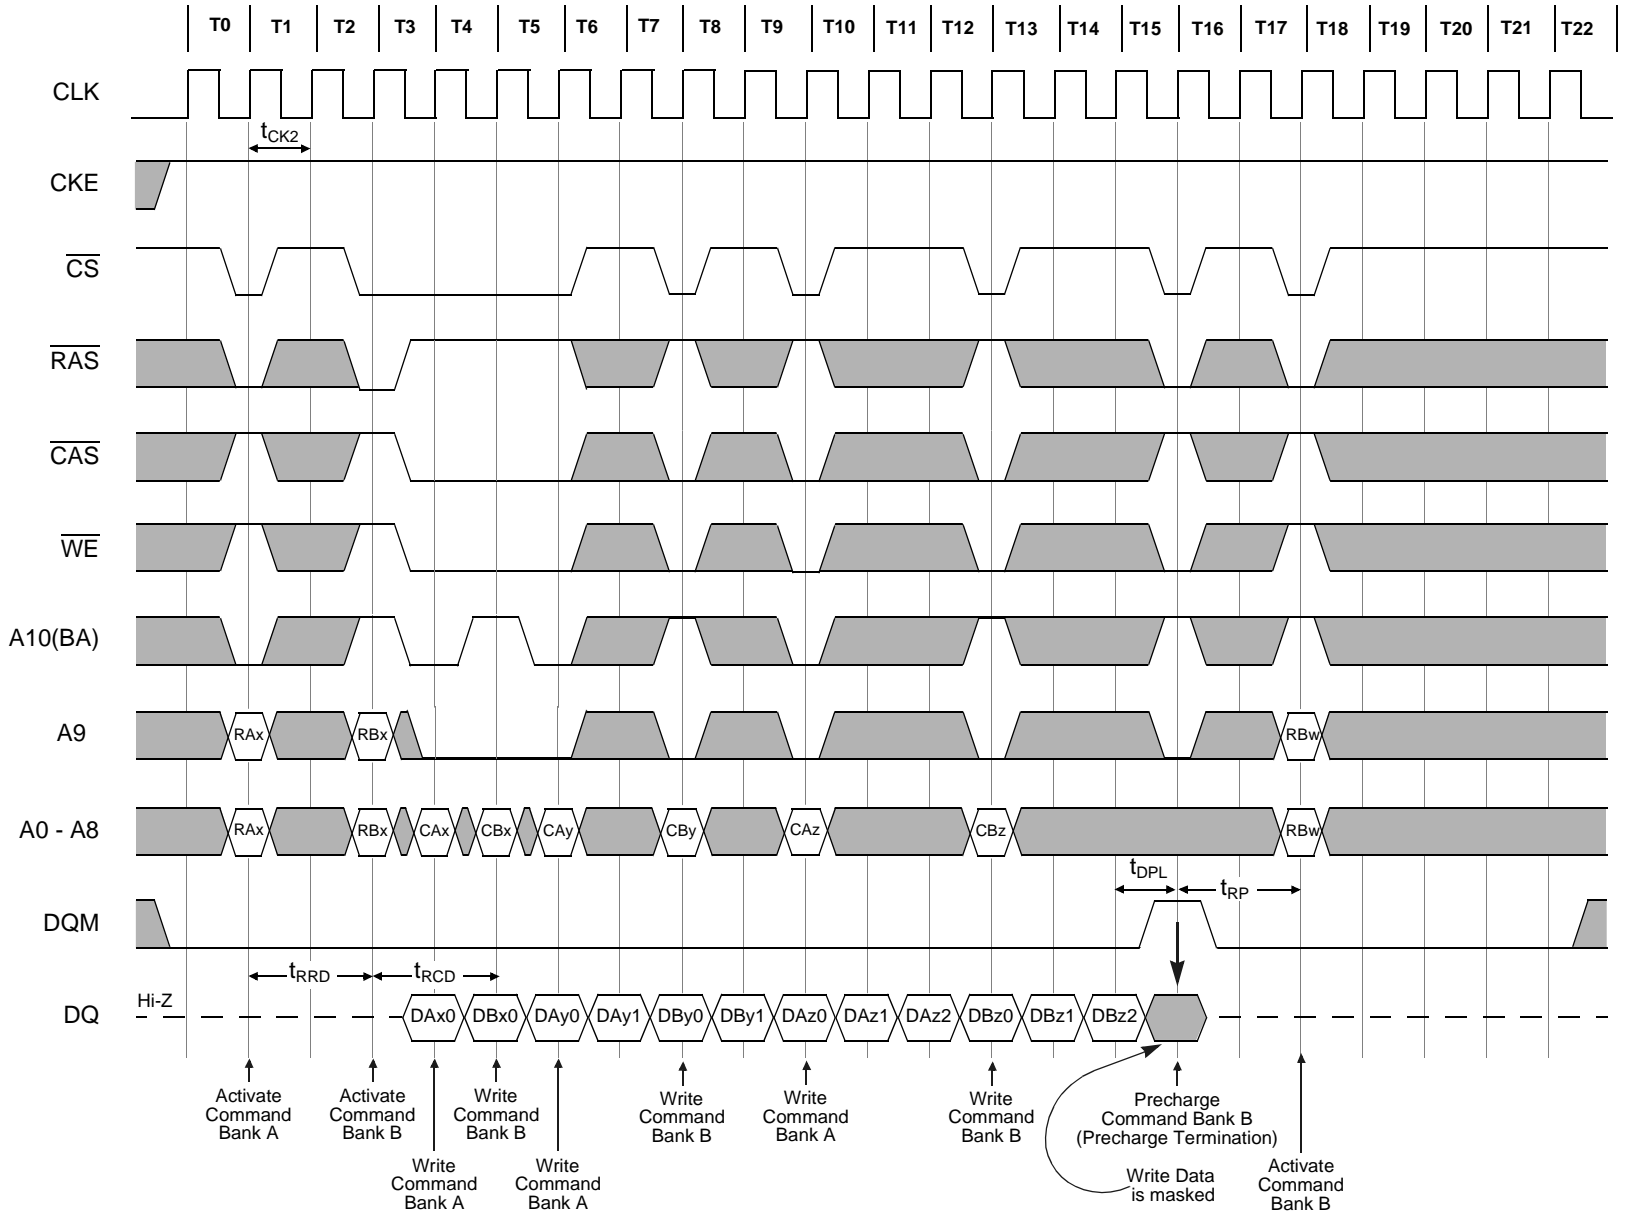 T0 T1 T2 T3 T4 T5 T6 T7 T8 T9 T10 T11 T12 T13 T14 T15 T16 T17 T18 T19 T20 T21 T22
CLK
tCK2
CKE
CS
RAS
CAS
WE
A10(BA)
A9
RAx RBx RBw
A0 - A8
RAx RBx CAx CBx CAy CBy CAz CBz RBw
tDPL
tRP
DQM
tRRD tRCD
DQ
Hi-Z
DAx0 DBx0 DAy0 DAy1 DBy0 DBy1 DAz0 DAz1 DAz2 DBz0 DBz1 DBz2
Activate
Command
Bank A
Activate
Command
Bank B
Write
Command
Bank B
Write
Command
Bank B
Write
Command
Bank A
Write
Command
Bank B
Precharge
Command Bank B
(Precharge Termination)
Write
Command
Bank A
Write
Command
Bank A
Write Data
is masked
Activate
Command
Bank B